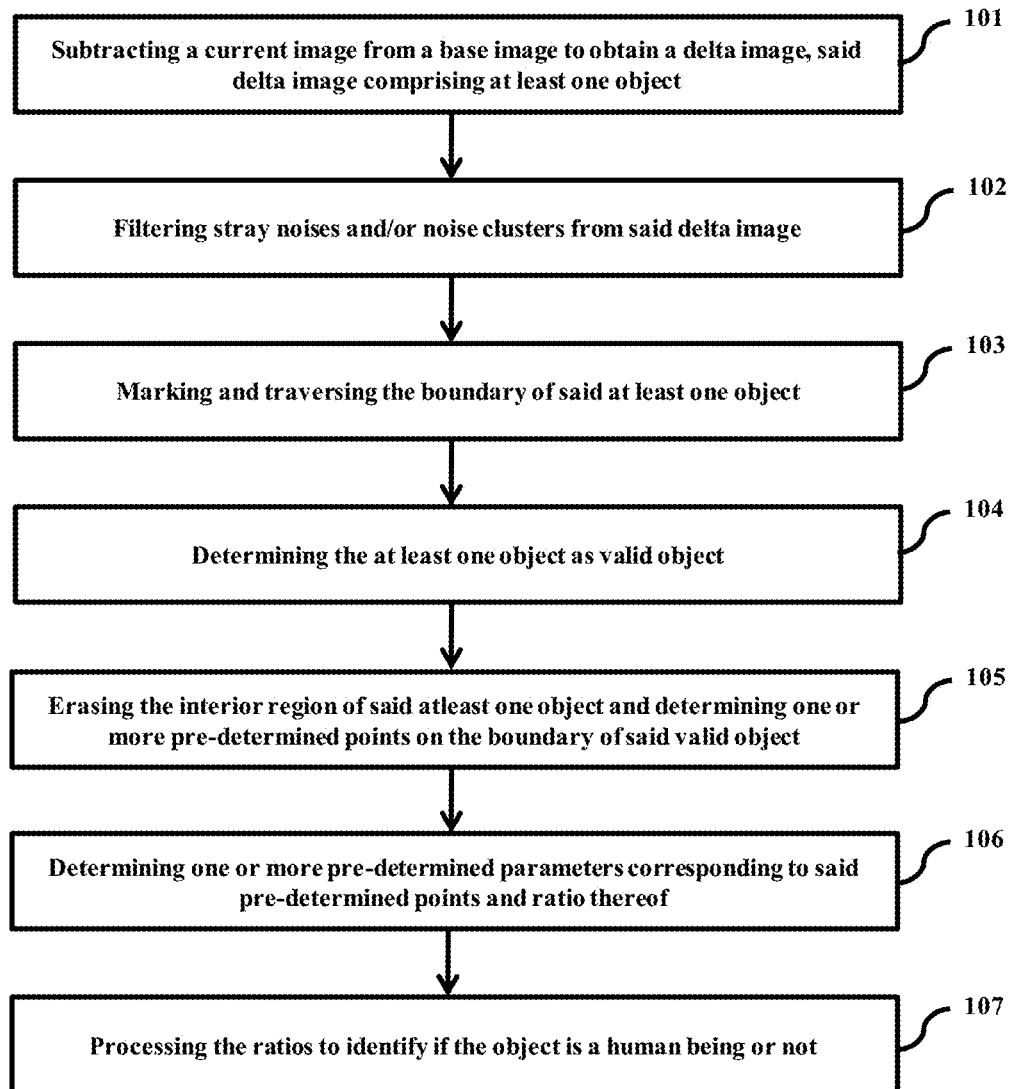 101
Subtracting a current image from a base image to obtain a delta image, said
delta image comprising at least one object
102
Filtering stray noises and/or noise clusters from said delta image
103
Marking and traversing the boundary of said at least one object
104
Determining the at least one object as valid object
105
Erasing the interior region of said atleast one object and determining one or
more pre-determined points on the boundary of said valid object
106
Determining one or more pre-determined parameters corresponding to said
pre-determined points and ratio thereof
107
Processing the ratios to identify if the object is a human being or not